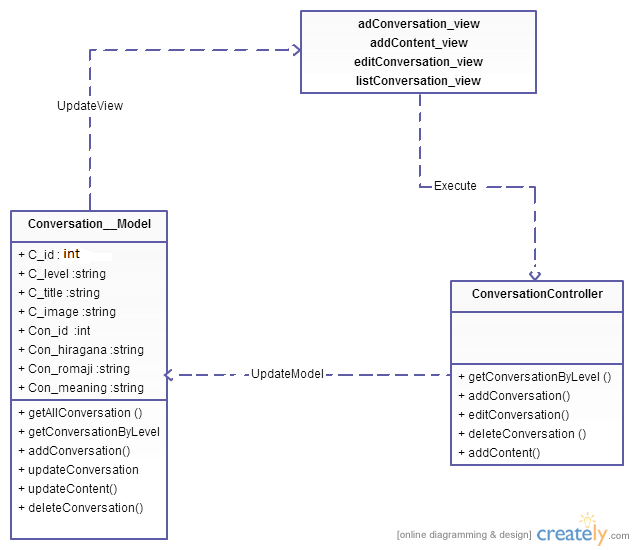 adConversation_view
addContent_view
editConversation_view
listConversation_view
UpdateView
Execute
Conversation__Model
+ C_id : int
+ C_level :string
+ C_title :string
+ C_image :string
+ Con_id :int
+ Con_hiragana :string
+ Con_romaji :string
+ Con_meaning :string
+ getAllConversation ()
+ getConversationByLevel
+ addConversation()
+ updateConversation
+ updateContent()
+ deleteConversation()
UpdateModel
ConversationController
+ getConversationByLevel ()
+ addConversation()
+ editConversation()
+ deleteConversation ()
+ addContent()
[online diagramming & design] creately.com